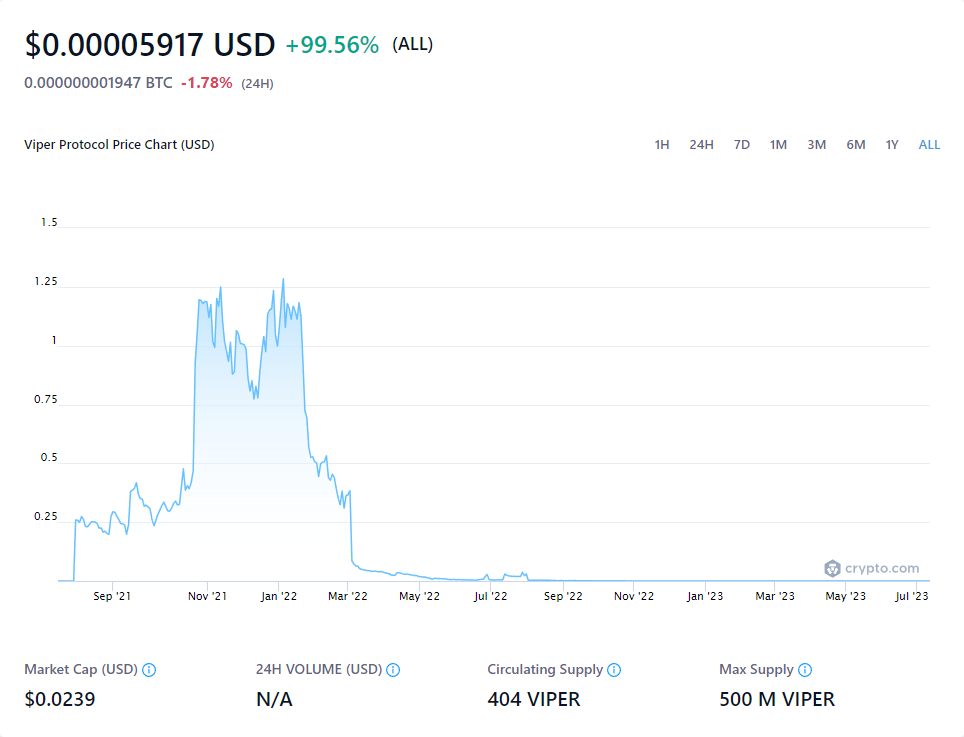 $0.00005917 USD +99.56% (ALL)
0.000000001947 BTC -1.78% (24H)
Viper Protocol Price Chart (USD) 1H 24H 7D 1M 3M 6M 1Y ALL
1.5
1.25
1
0.75
0.5
0.25
crypto.com
Sep '21 Nov '21 Jan '22 Mar '22 May '22 Jul '22 Sep '22 Nov '22 Jan '23 Mar '23 May '23 Jul '23
Market Cap (USD) 24H VOLUME (USD) Circulating Supply Max Supply
$0.0239 N/A 404 VIPER 500 M VIPER